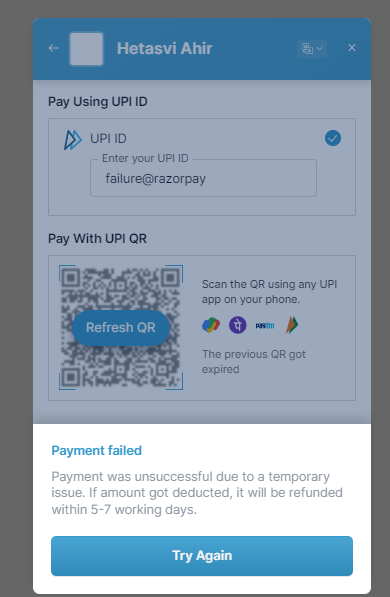 Hetasvi Ahir
Pay Using UPI ID
UPI ID
Enter your UPI ID
failure@razorpay
Pay With UPI QR
Refresh QR
Scan the QR using any UPI
app on your phone.
paytm
The previous QR got
expired
Payment failed
Payment was unsuccessful due to a temporary
issue. If amount got deducted, it will be refunded
within 5-7 working days.
Try Again